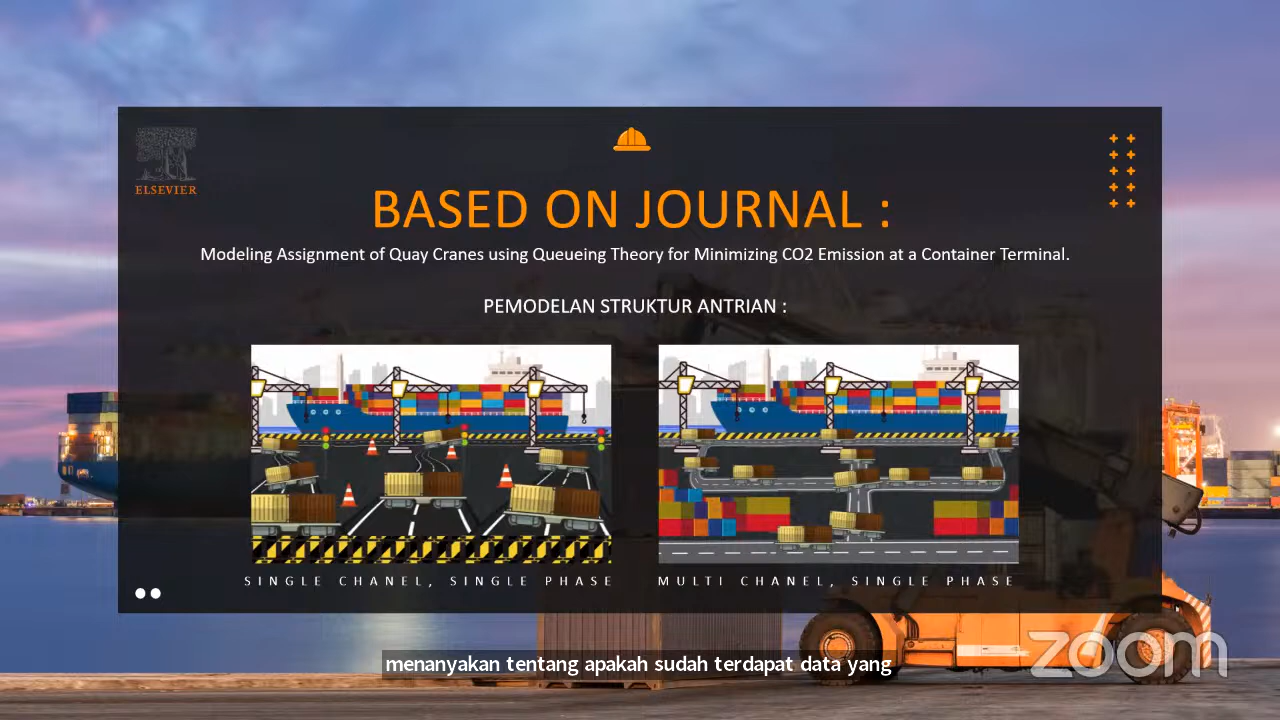 ELSEVIER
BASED ON JOURNAL :
Modeling Assignment of Quay Cranes using Queueing Theory for Minimizing CO2 Emission at a Container Terminal.
PEMODELAN STRUKTUR ANTRIAN :
SINGLE CHANEL, SINGLE PHASE
MULTI CHANEL, SINGLE PHASE
menanyakan tentang apakah sudah terdapat data yang
zoom